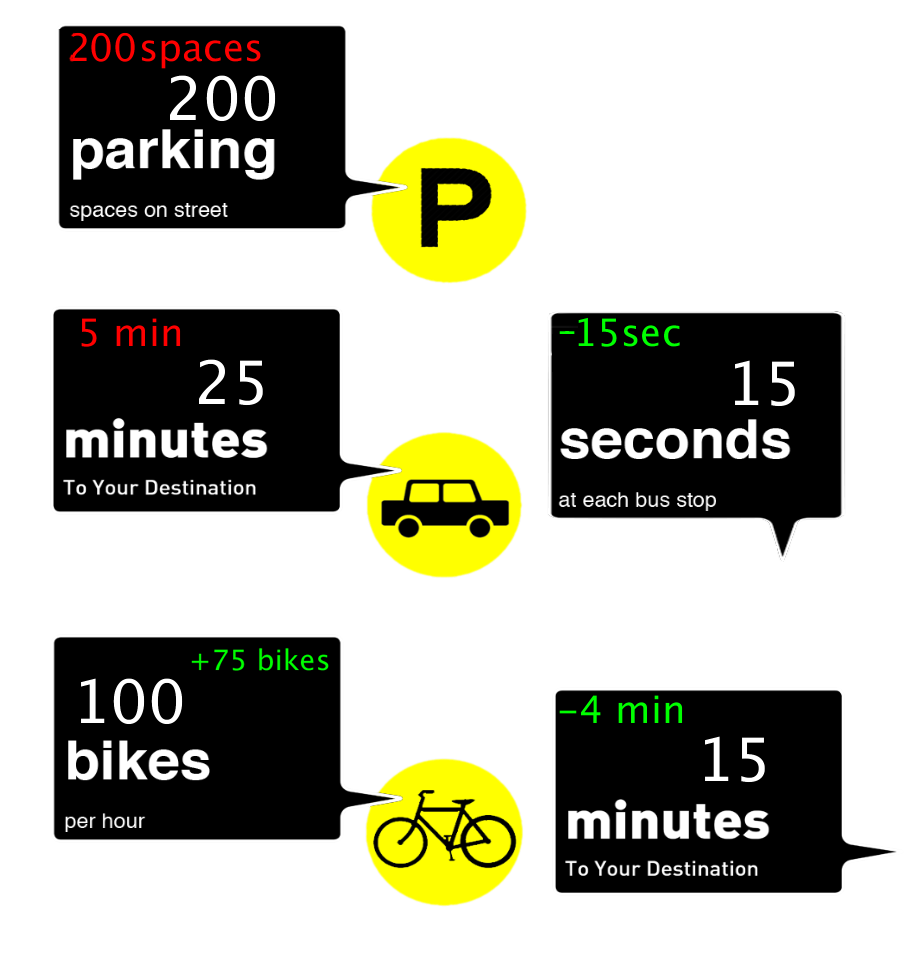 200spaces
200
parking
spaces on street
P
5 min
25
minutes
To Your Destination
-15sec
15
seconds
at each bus stop
+75 bikes
100
bikes
per hour
-4 min
15
minutes
To Your Destination